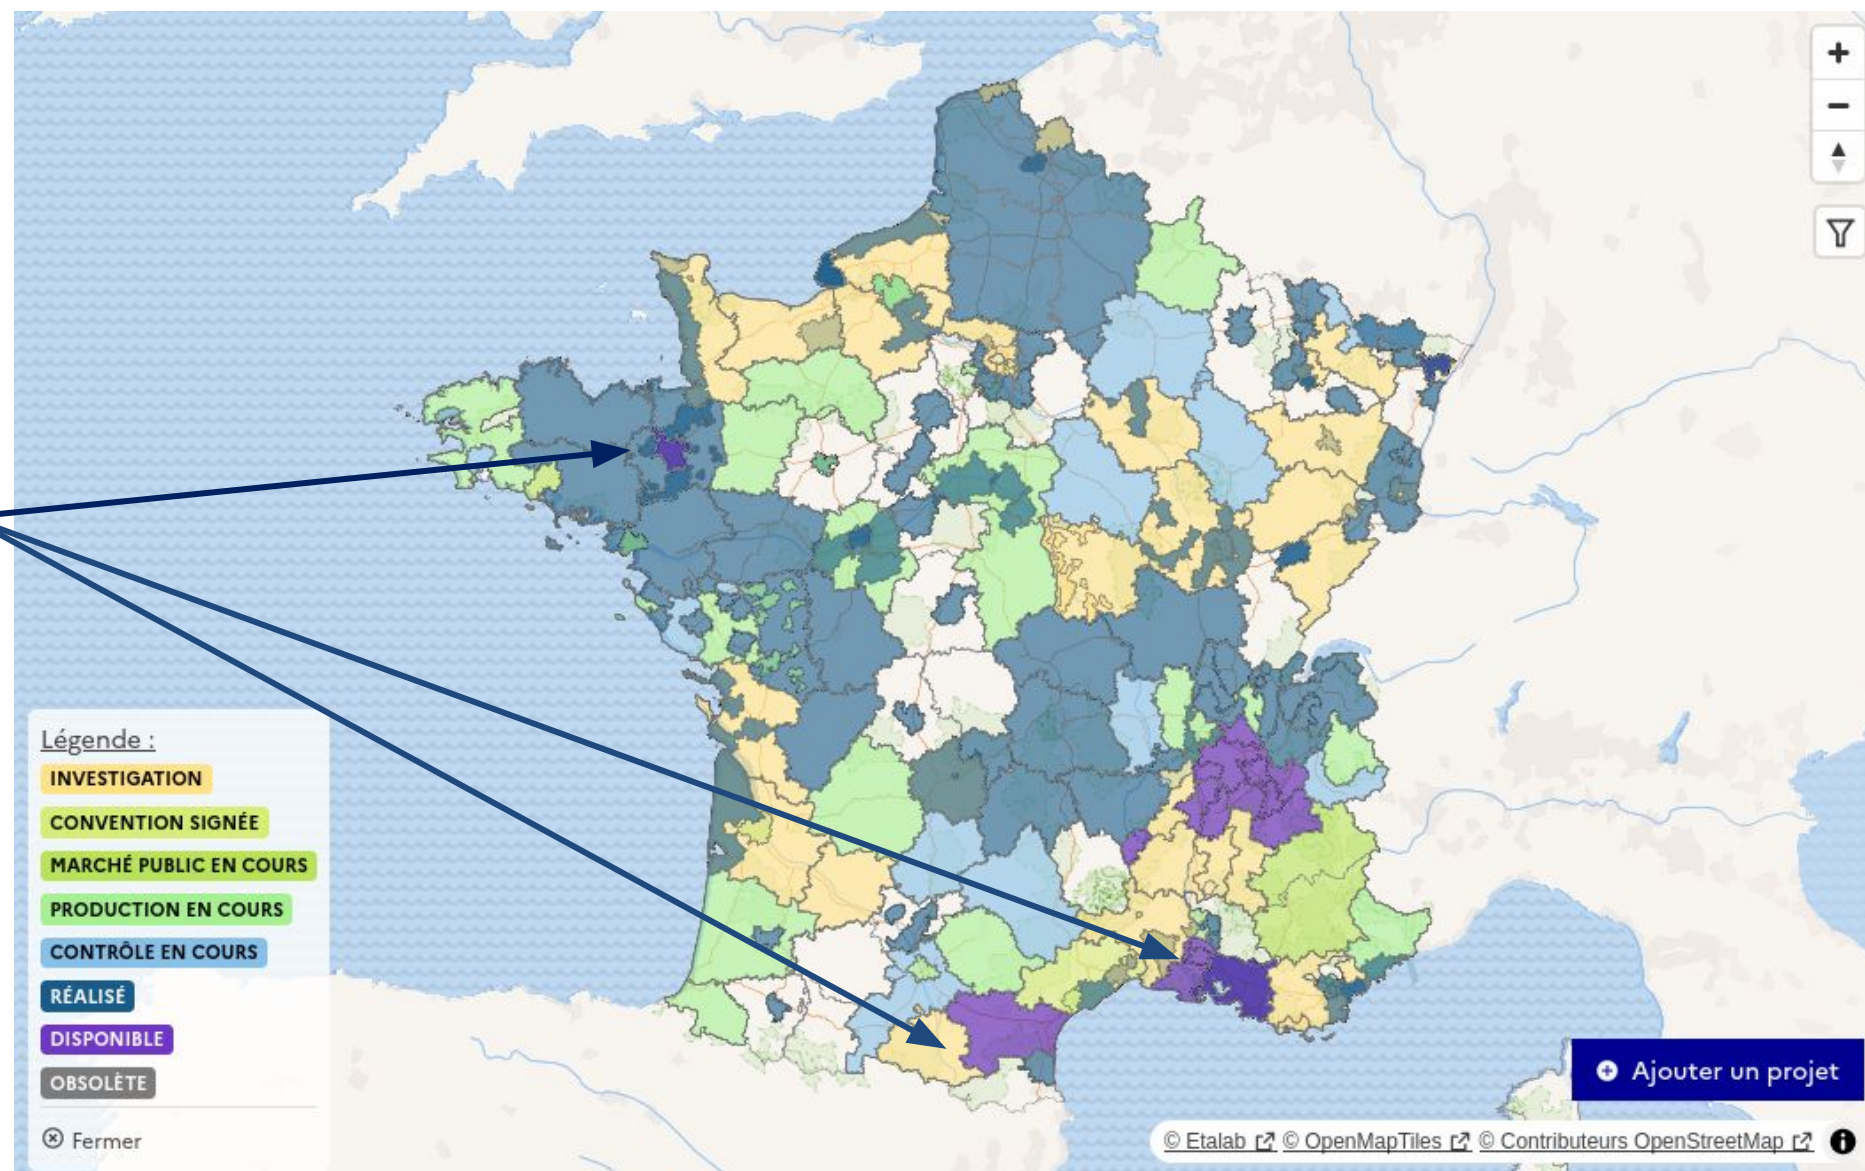 Légende :
INVESTIGATION
CONVENTION SIGNÉE
MARCHÉ PUBLIC EN COURS
PRODUCTION EN COURS
CONTRÔLE EN COURS
RÉALISÉ
DISPONIBLE
OBSOLÈTE
Fermer
Ajouter un projet
© Etalab © OpenMapTiles © Contributeurs OpenStreetMap